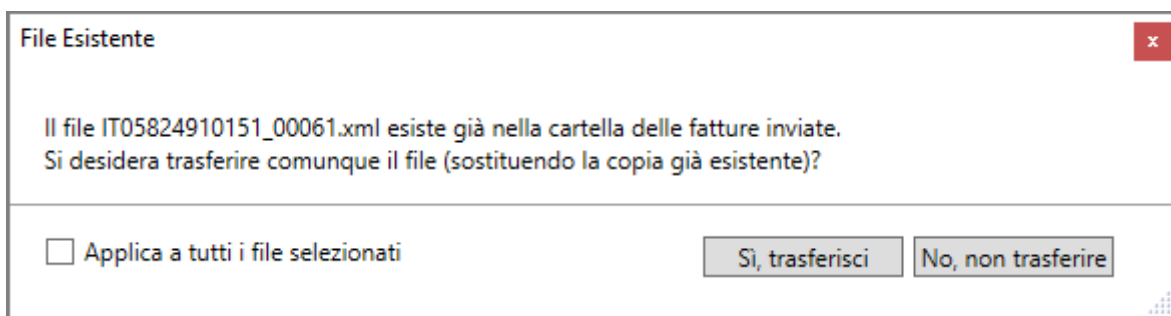 File Esistente
x
Il file IT05824910151_00061.xml esiste già nella cartella delle fatture inviate.
Si desidera trasferire comunque il file (sostituendo la copia già esistente)?
Applica a tutti i file selezionati
Sì, trasferisci
No, non trasferire